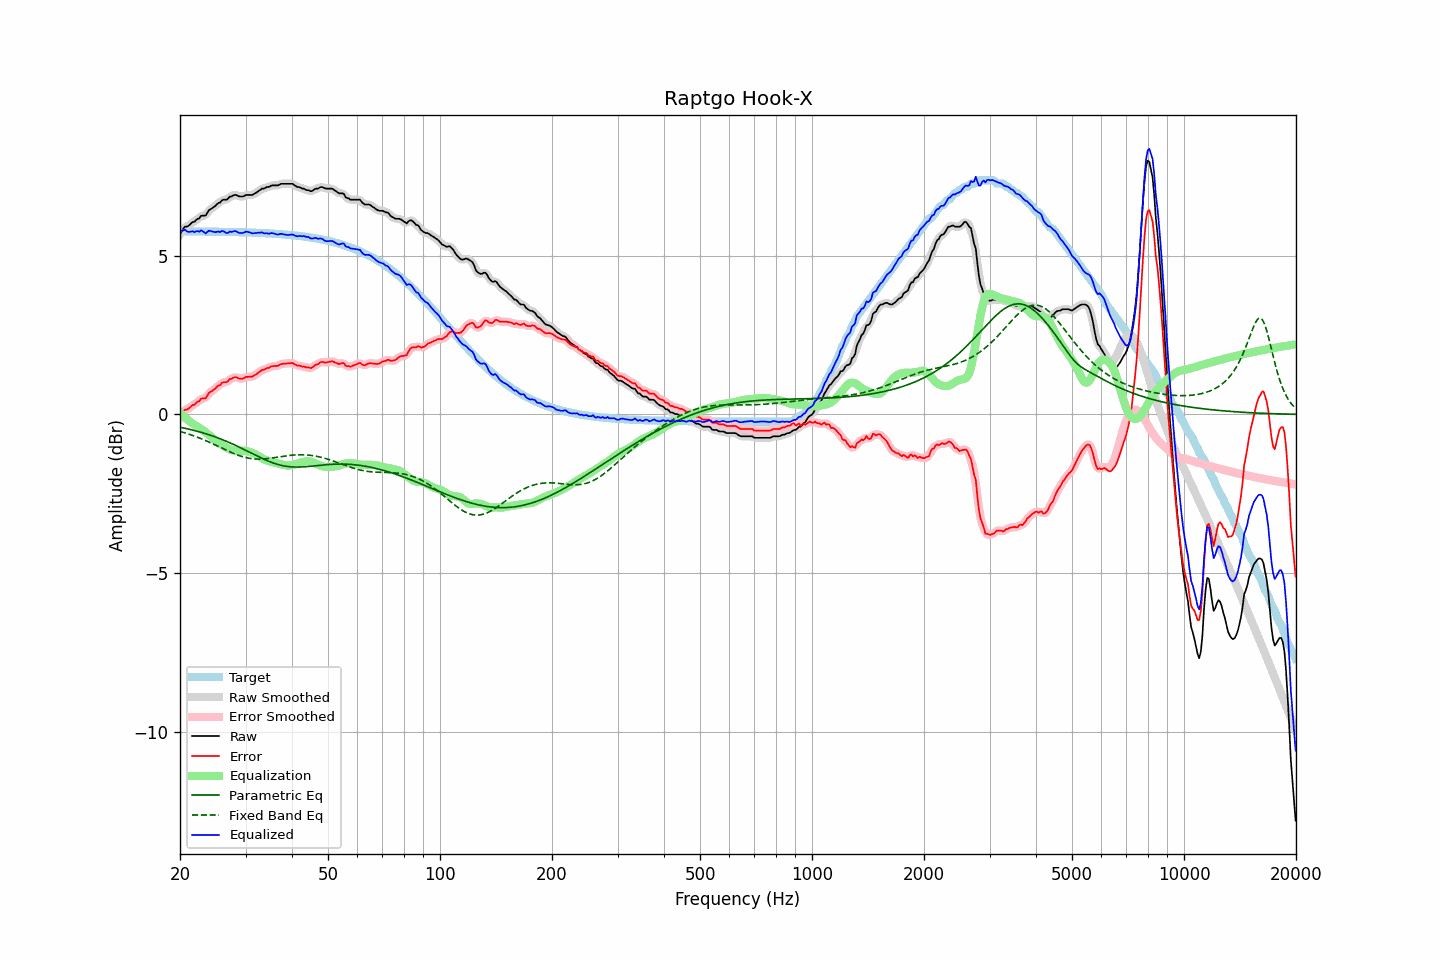 Raptgo Hook-X
Amplitude (dBr)
5
0
−5
−10
Target
Raw Smoothed
Error Smoothed
Raw
Error
Equalization
Parametric Eq
Fixed Band Eq
Equalized
20 50 100 200 500 1000 2000 5000 10000 20000
Frequency (Hz)